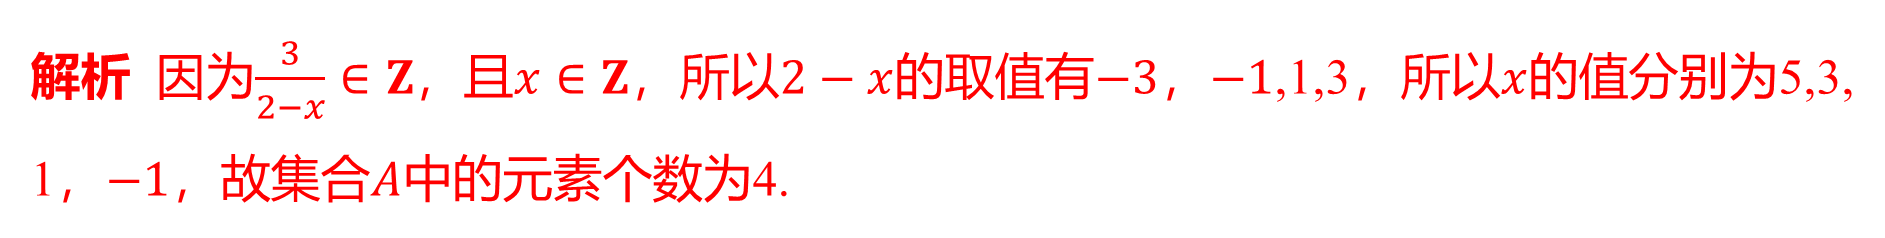 解析 因为$\frac{3}{2-x}$ ∈ Z，且x ∈ Z，所以2 − x的取值有−3，−1,1,3，所以x的值分别为5,3,
1，−1，故集合A中的元素个数为4.